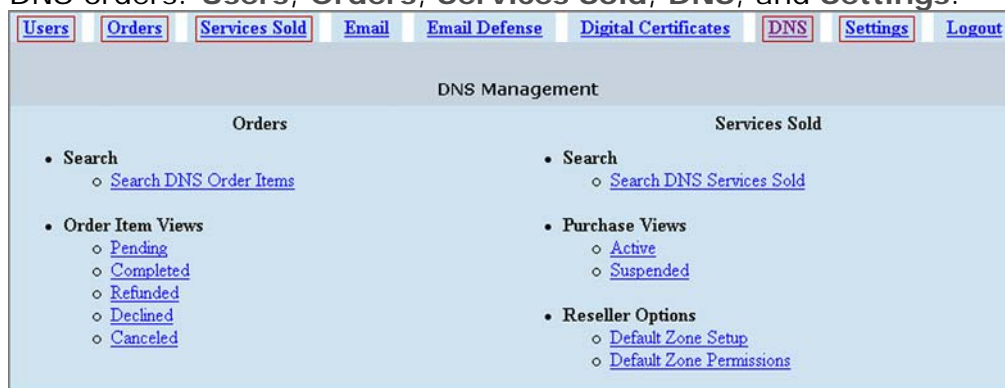 DNS orders: Users, Orders, Services Sold, DNS, and Settings.
Users Orders Services Sold Email Email Defense Digital Certificates DNS Settings Logout
DNS Management
Orders
• Search
o Search DNS Order Items
• Order Item Views
o Pending
o Completed
o Refunded
o Declined
o Canceled
Services Sold
• Search
o Search DNS Services Sold
• Purchase Views
o Active
o Suspended
• Reseller Options
o Default Zone Setup
o Default Zone Permissions